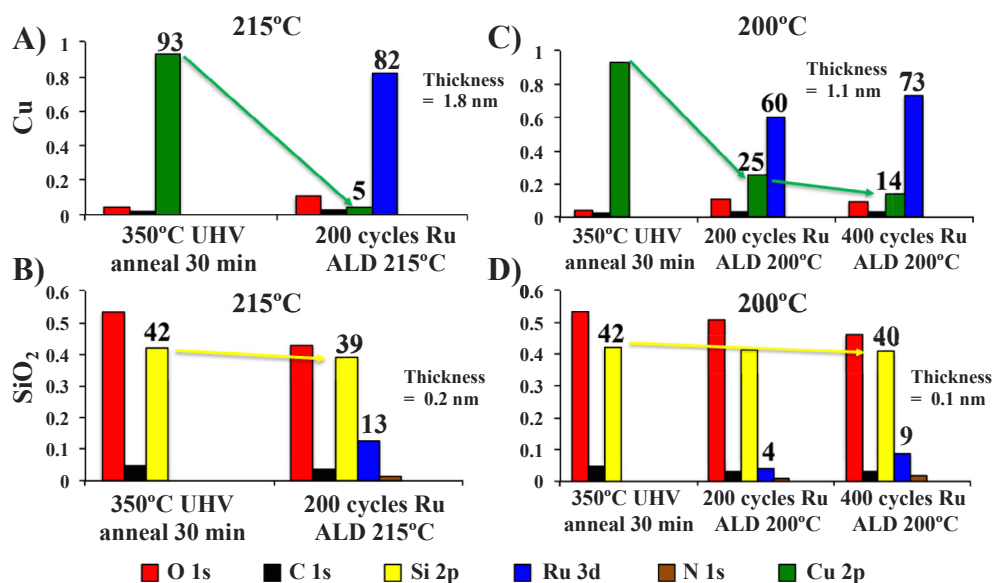 A)
215ºC
Cu
1
0.8
0.6
0.4
0.2
0
93
82
5
Thickness
= 1.8 nm
350ºC UHV
anneal 30 min
200 cycles Ru
ALD 215ºC
C)
200ºC
1
0.8
0.6
0.4
0.2
0
25
60
14
73
Thickness
= 1.1 nm
350ºC UHV
anneal 30 min
200 cycles Ru
ALD 200ºC
400 cycles Ru
ALD 200ºC
B)
215ºC
SiO2
0.6
0.5
0.4
0.3
0.2
0.1
0
42
39
13
Thickness
= 0.2 nm
350ºC UHV
anneal 30 min
200 cycles Ru
ALD 215ºC
D)
200ºC
0.6
0.5
0.4
0.3
0.2
0.1
0
42
4
40
9
Thickness
= 0.1 nm
350ºC UHV
anneal 30 min
200 cycles Ru
ALD 200ºC
400 cycles Ru
ALD 200ºC
O 1s
C 1s
Si 2p
Ru 3d
N 1s
Cu 2p